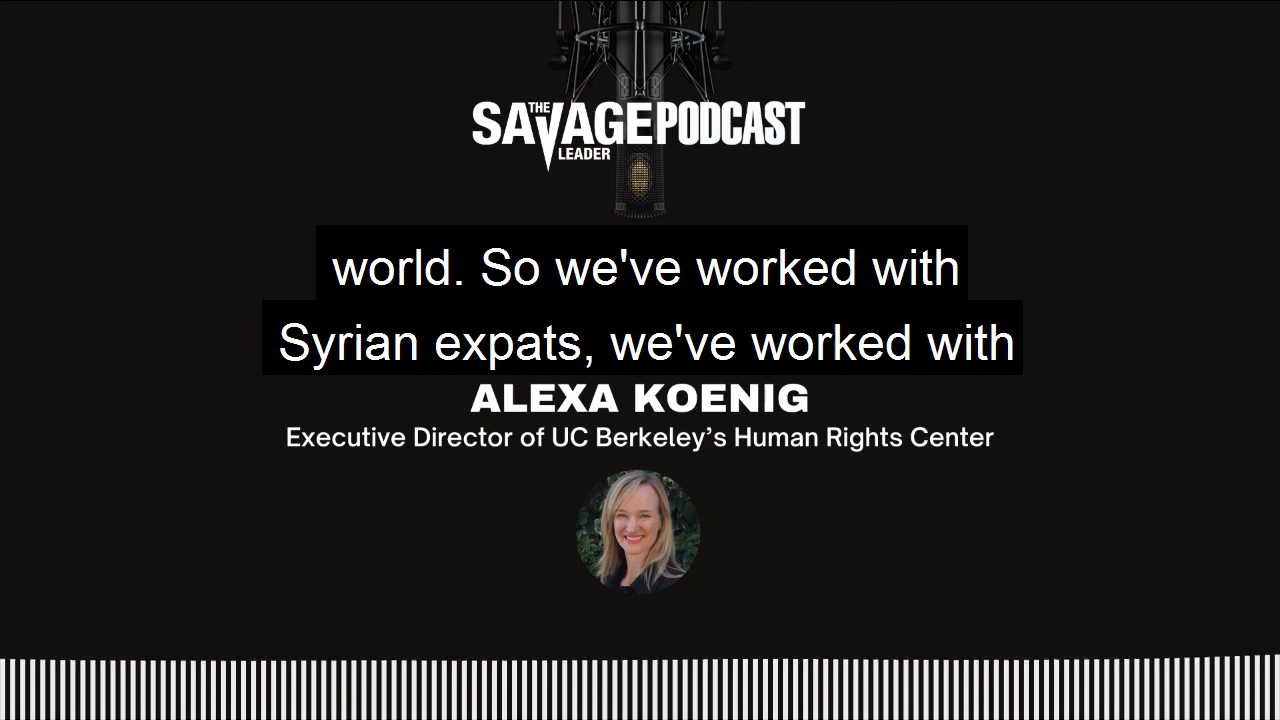 THE SAVAGE LEADER PODCAST
world. So we've worked with
Syrian expats, we've worked with
ALEXA KOENIG
Executive Director of UC Berkeley’s Human Rights Center